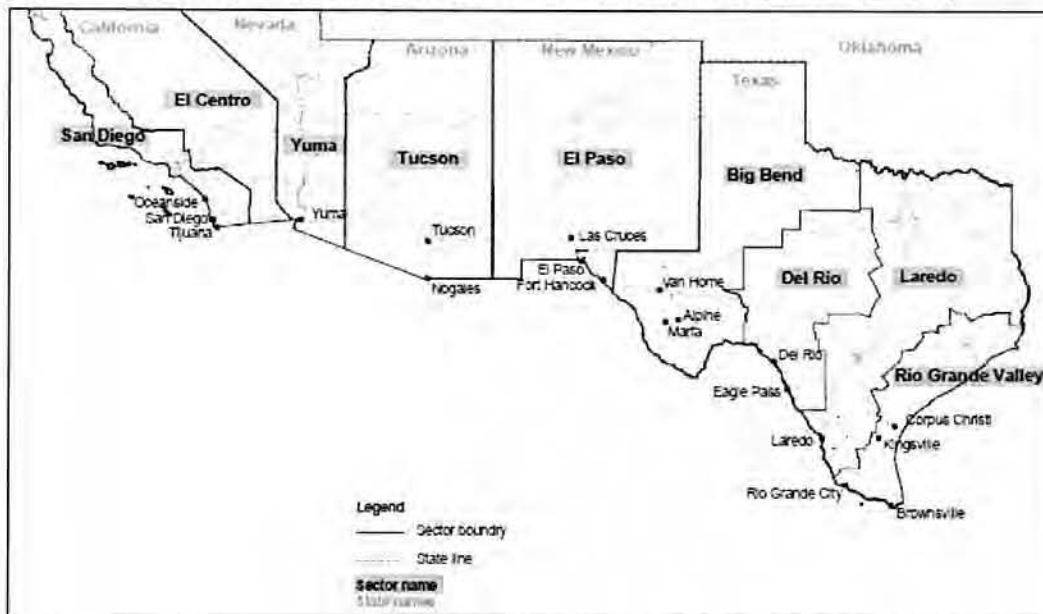 California
Nevada
Arizona
New Mexico
Oklahoma
Texas
El Centro
San Diego
Yuma
Tucson
El Paso
Big Bend
Del Rio
Laredo
Rio Grande Valley
Oceanside
San Diego
Tijuana
Yuma
Tucson
Nogales
Las Cruces
El Paso
Fort Hancock
Van Horne
Alpine
Marfa
Del Rio
Eagle Pass
Laredo
Corpus Christi
Kingsville
Rio Grande City
Brownsville
Legend
Sector boundry
State line
Sector name
State names